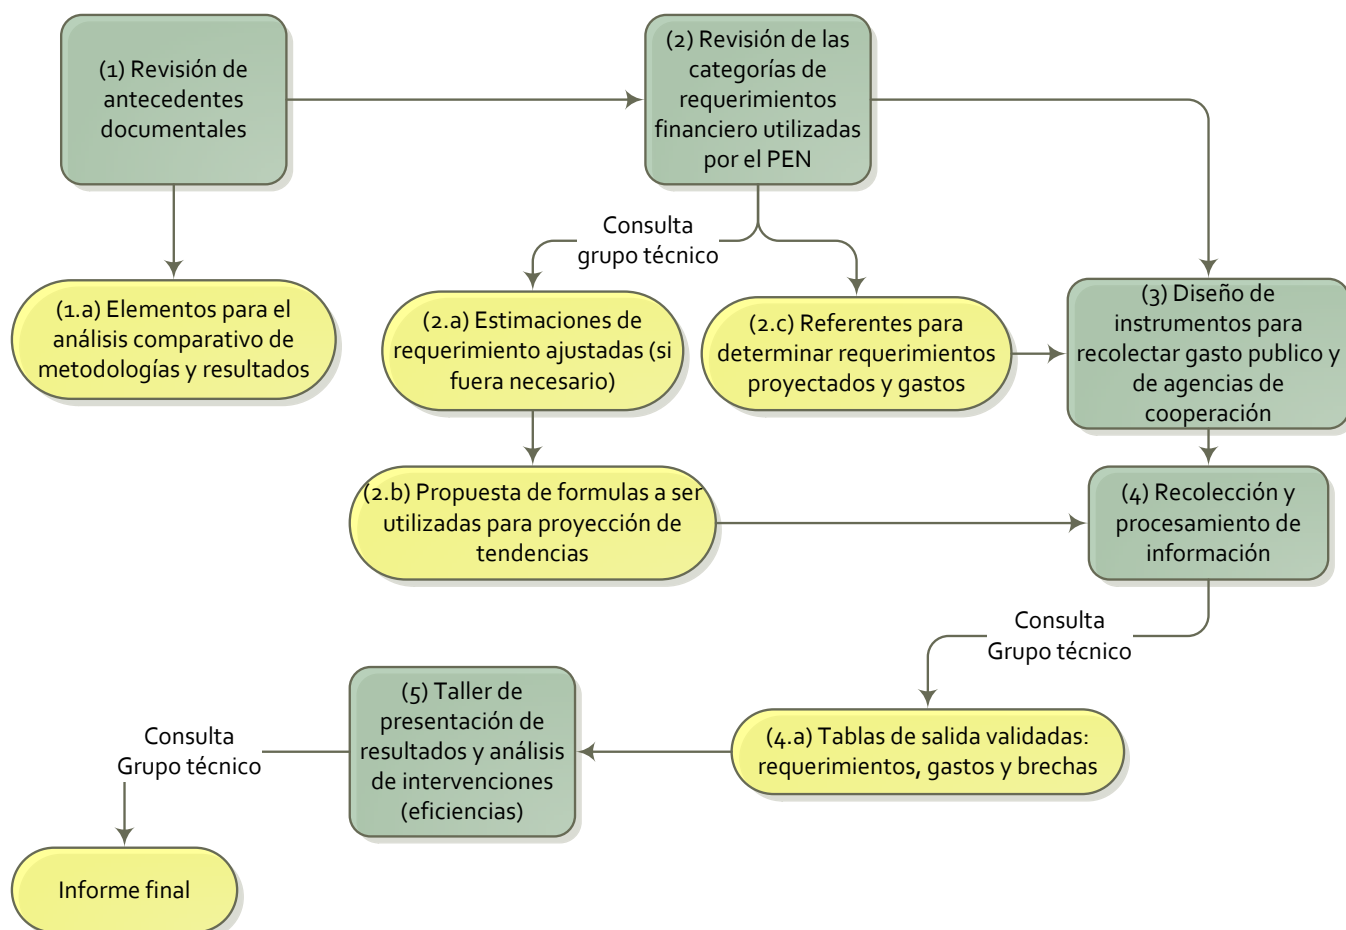 (1) Revisión de
antecedentes
documentales
(2) Revisión de las
categorías de
requerimientos
financiero utilizadas
por el PEN
Consulta
grupo técnico
(1.a) Elementos para el
análisis comparativo de
metodologías y resultados
(2.a) Estimaciones de
requerimiento ajustadas (si
fuera necesario)
(2.c) Referentes para
determinar requerimientos
proyectados y gastos
(3) Diseño de
instrumentos para
recolectar gasto publico y
de agencias de
cooperación
(2.b) Propuesta de formulas a ser
utilizadas para proyección de
tendencias
(4) Recolección y
procesamiento de
información
Consulta
Grupo técnico
(4.a) Tablas de salida validadas:
requerimientos, gastos y brechas
(5) Taller de
presentación de
resultados y análisis
de intervenciones
(eficiencias)
Consulta
Grupo técnico
Informe final